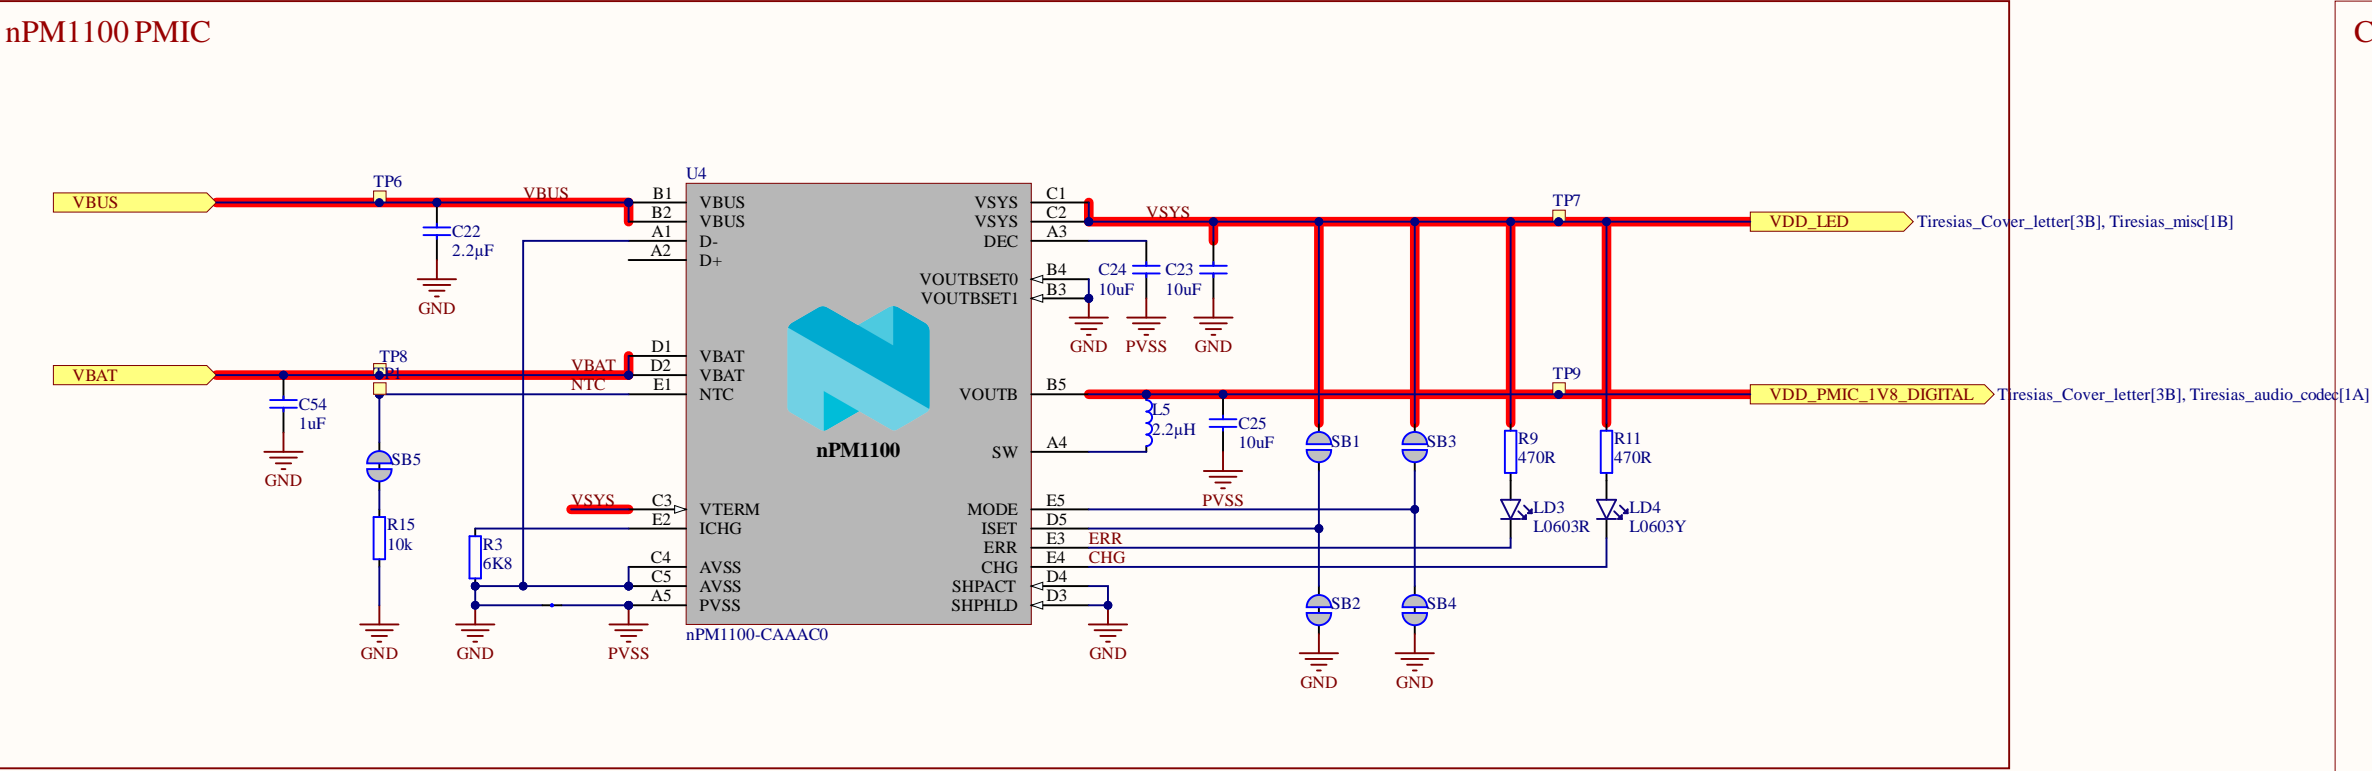 nPM1100 PMIC
C
U4
VBUS
TP6
VBUS
C22
2.2µF
GND
VBAT
TP8
TP1
VBAT
NTC
C54
1uF
GND
SB5
R15
10k
GND
VSYS
R3
6K8
GND
PVSS
B1
B2
A1
A2
D1
D2
E1
C3
E2
C4
C5
A5
VBUS
VBUS
D-
D+
VBAT
VBAT
NTC
VTERM
ICHG
AVSS
AVSS
PVSS
nPM1100
nPM1100-CAAAC0
VSYS
VSYS
DEC
VOUTBSET0
VOUTBSET1
VOUTB
SW
MODE
ISET
ERR
CHG
SHPACT
SHPHLD
C1
C2
A3
B4
B3
B5
A4
E5
D5
E3
E4
D4
D3
VSYS
C24
10uF
C23
10uF
GND
PVSS
GND
L5
2.2µH
C25
10uF
PVSS
ERR
CHG
GND
SB1
SB3
SB2
SB4
GND
GND
TP7
TP9
R9
470R
R11
470R
LD3
L0603R
LD4
L0603Y
VDD_LED
Tiresias_Cover_letter[3B], Tiresias_misc[1B]
VDD_PMIC_1V8_DIGITAL
Tiresias_Cover_letter[3B], Tiresias_audio_codec[1A]